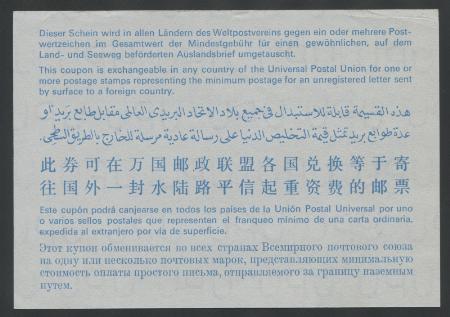 Dieser Schein wird in allen Ländern des Weltpostvereins gegen ein oder mehrere Post-
wertzeichen im Gesamtwert der Mindestgebühr für einen gewöhnlichen, auf dem
Land- und Seeweg beförderten Auslandsbrief umgetauscht.
This coupon is exchangeable in any country of the Universal Postal Union for one or
more postage stamps representing the minimum postage for an unregistered letter sent
by surface to a foreign country.
هذه القسيمة قابلة للاستبدال في جميع بلاد الاتحاد البريدى العالمى مقابل طابع بريد او
عدة طوابع بريد تمثل قيمة التخليص الدنيا على رسالة عادية مرسلة للخارج بالطريق السطحى.
此券可在万国邮政联盟各国兑换等于寄
往国外一封水陆路平信起重资费的邮票
Este cupón podrá canjearse en todos los países de la Unión Postal Universal por uno
o varios sellos postales que representen el franqueo mínimo de una carta ordinaria,
expedida al extranjero por vía de superficie.
Этот купон обменивается во всех странах Всемирного почтового союза
на одну или несколько почтовых марок, представляющих минимальную
стоимость оплаты простого письма, отправляемого за границу наземным
путем.